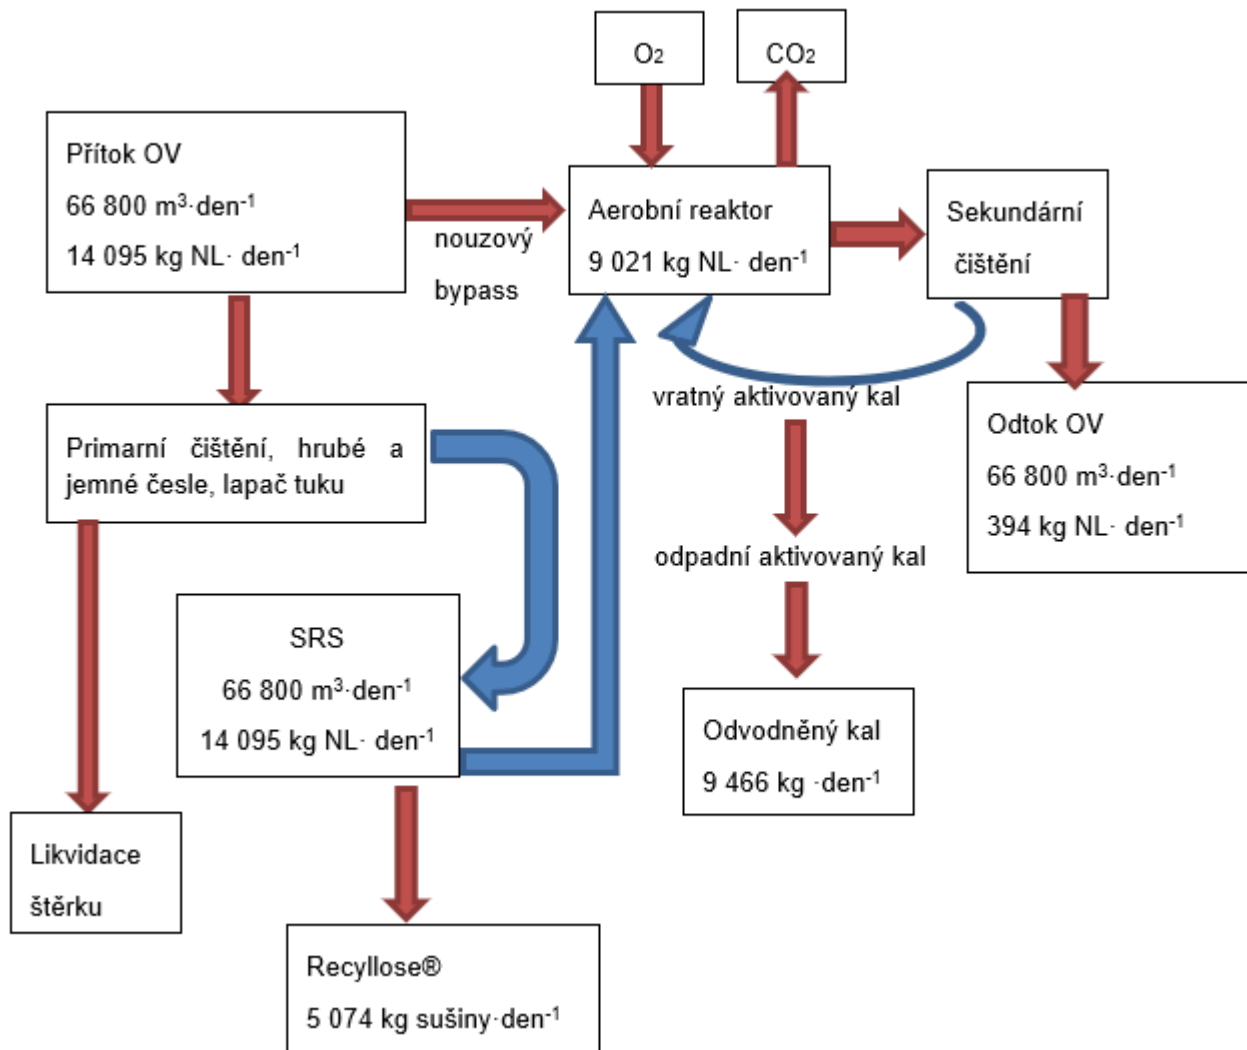 O₂
CO₂
Přítok OV
66 800 m³·den⁻¹
14 095 kg NL· den⁻¹
nouzový
bypass
Aerobní reaktor
9 021 kg NL· den⁻¹
Sekundární
čištění
vratný aktivovaný kal
Odtok OV
66 800 m³·den⁻¹
394 kg NL· den⁻¹
Primarní čištění, hrubé a
jemné česle, lapač tuku
odpadní aktivovaný kal
SRS
66 800 m³·den⁻¹
14 095 kg NL· den⁻¹
Odvodněný kal
9 466 kg ·den⁻¹
Likvidace
štěrku
Recyllose®
5 074 kg sušiny·den⁻¹